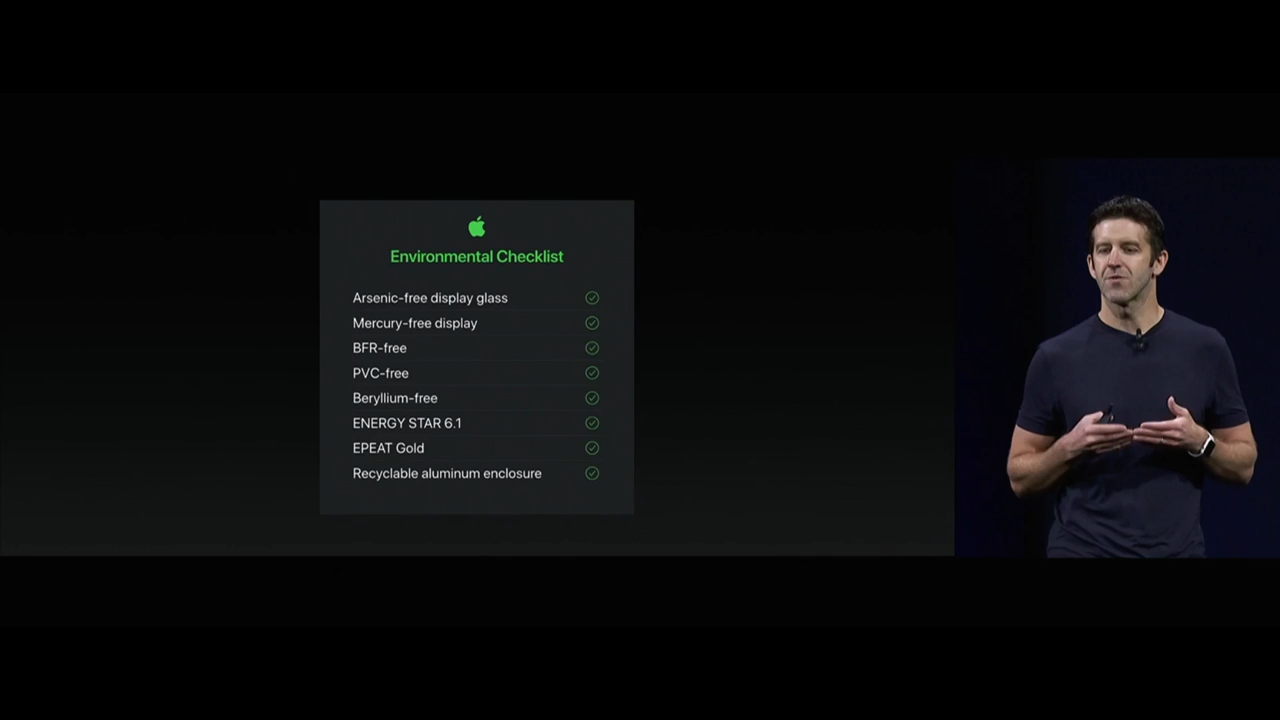 Environmental Checklist
Arsenic-free display glass
Mercury-free display
BFR-free
PVC-free
Beryllium-free
ENERGY STAR 6.1
EPEAT Gold
Recyclable aluminum enclosure